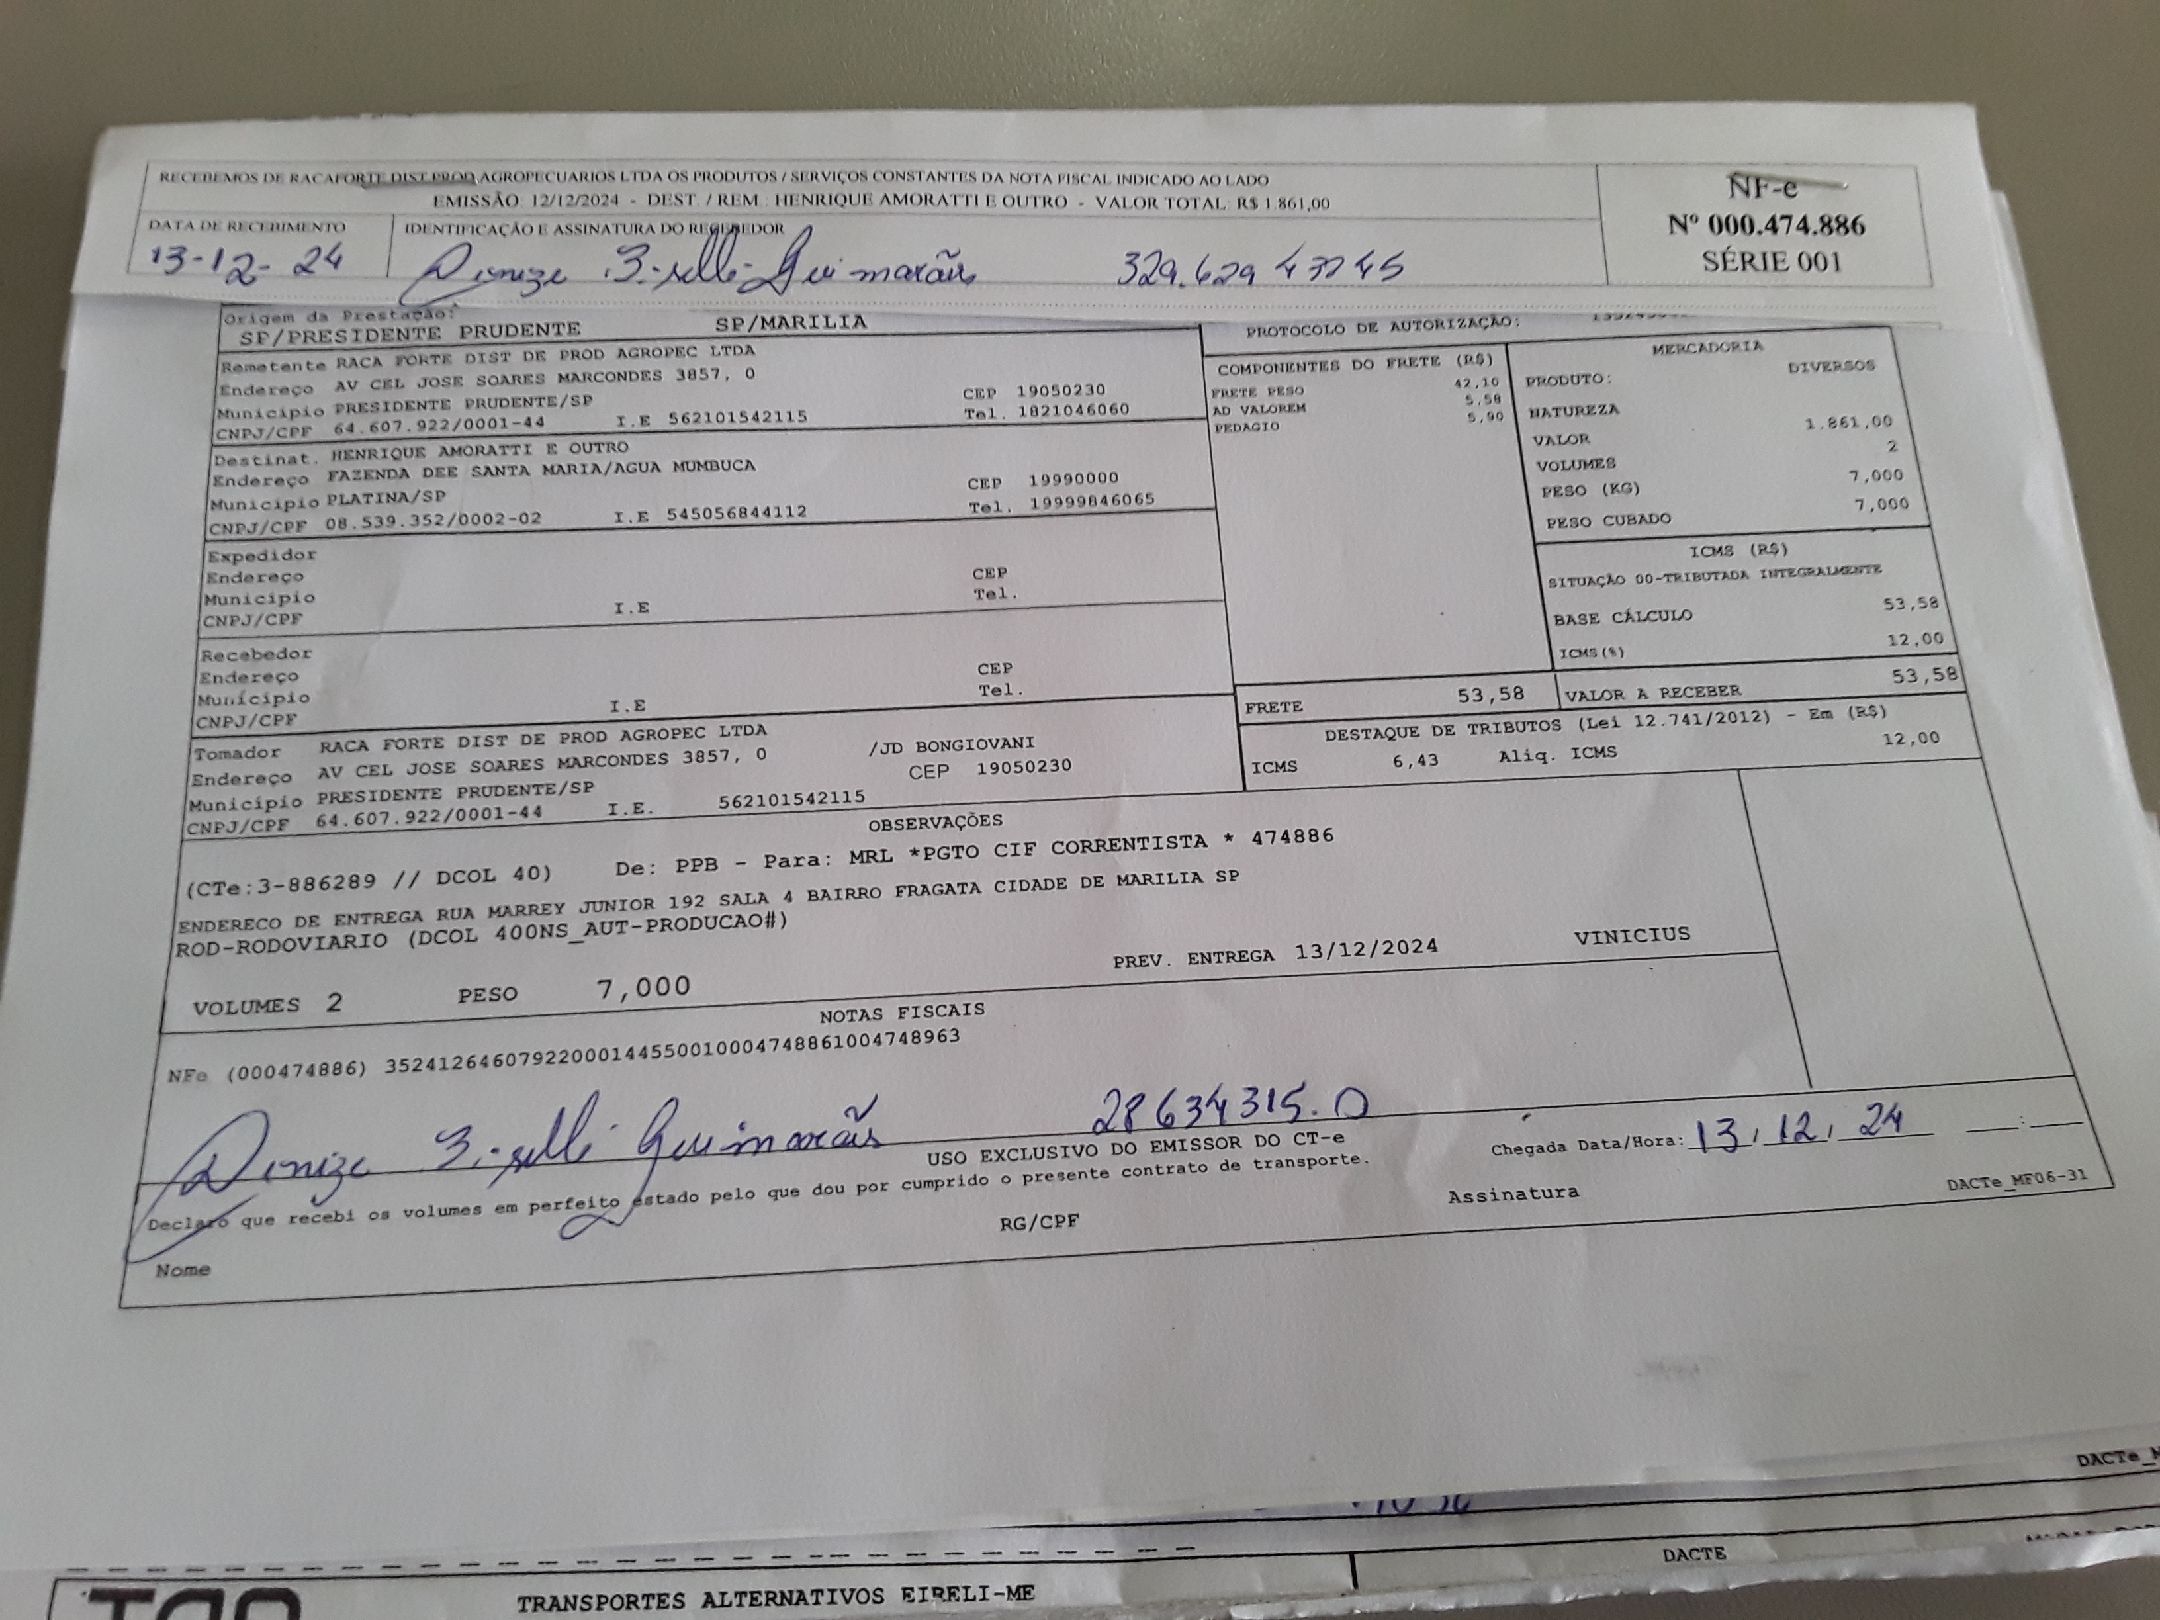 RECEBEMOS DE RACAFORTE DIST.PROD.AGROPECUARIOS LTDA OS PRODUTOS / SERVIÇOS CONSTANTES DA NOTA FISCAL INDICADO AO LADO
EMISSÃO: 12/12/2024 - DEST. / REM.: HENRIQUE AMORATTI E OUTRO - VALOR TOTAL: R$ 1.861,00
NF-e
Nº 000.474.886
SÉRIE 001
DATA DE RECEBIMENTO
IDENTIFICAÇÃO E ASSINATURA DO RECEBEDOR
13-12-24
Guimarães
Origem da Prestação:
SP/PRESIDENTE PRUDENTE SP/MARILIA
PROTOCOLO DE AUTORIZAÇÃO:
Remetente RACA FORTE DIST DE PROD AGROPEC LTDA
Endereço AV CEL JOSE SOARES MARCONDES 3857, 0 CEP 19050230
Municipio PRESIDENTE PRUDENTE/SP Tel. 1821046060
CNPJ/CPF 64.607.922/0001-44 I.E 562101542115
Destinat. HENRIQUE AMORATTI E OUTRO
Endereço FAZENDA DEE SANTA MARIA/AGUA MUMBUCA CEP 19990000
Municipio PLATINA/SP Tel. 19999846065
CNPJ/CPF 08.539.352/0002-02 I.E 545056844112
Expedidor
Endereço CEP
Municipio Tel.
CNPJ/CPF I.E
Recebedor
Endereço CEP
Município Tel.
CNPJ/CPF I.E
Tomador RACA FORTE DIST DE PROD AGROPEC LTDA
Endereço AV CEL JOSE SOARES MARCONDES 3857, 0 /JD BONGIOVANI
Município PRESIDENTE PRUDENTE/SP CEP 19050230
CNPJ/CPF 64.607.922/0001-44 I.E. 562101542115
COMPONENTES DO FRETE (R$)
FRETE PESO 42,10
AD VALOREM 5,58
PEDAGIO 5,90
MERCADORIA
PRODUTO: DIVERSOS
NATUREZA
VALOR 1.861,00
VOLUMES 2
PESO (KG) 7,000
PESO CUBADO 7,000
ICMS (R$)
SITUAÇÃO 00-TRIBUTADA INTEGRALMENTE
BASE CÁLCULO 53,58
ICMS(%) 12,00
FRETE 53,58 VALOR A RECEBER 53,58
DESTAQUE DE TRIBUTOS (Lei 12.741/2012) - Em (R$)
ICMS 6,43 Aliq. ICMS 12,00
OBSERVAÇÕES
(CTe:3-886289 // DCOL 40) De: PPB - Para: MRL *PGTO CIF CORRENTISTA * 474886
ENDERECO DE ENTREGA RUA MARREY JUNIOR 192 SALA 4 BAIRRO FRAGATA CIDADE DE MARILIA SP
ROD-RODOVIARIO (DCOL 400NS_AUT-PRODUCAO#)
PREV. ENTREGA 13/12/2024 VINICIUS
VOLUMES 2 PESO 7,000
NOTAS FISCAIS
NFe (000474886) 35241264607922000144550010004748861004748963
Guimarães 28634315.0
USO EXCLUSIVO DO EMISSOR DO CT-e
Chegada Data/Hora: 13/12/24 __:__
Declaro que recebi os volumes em perfeito estado pelo que dou por cumprido o presente contrato de transporte.
Nome RG/CPF Assinatura
DACTe_MF06-31
DACTe_M
DACTE
TRANSPORTES ALTERNATIVOS EIRELI-ME